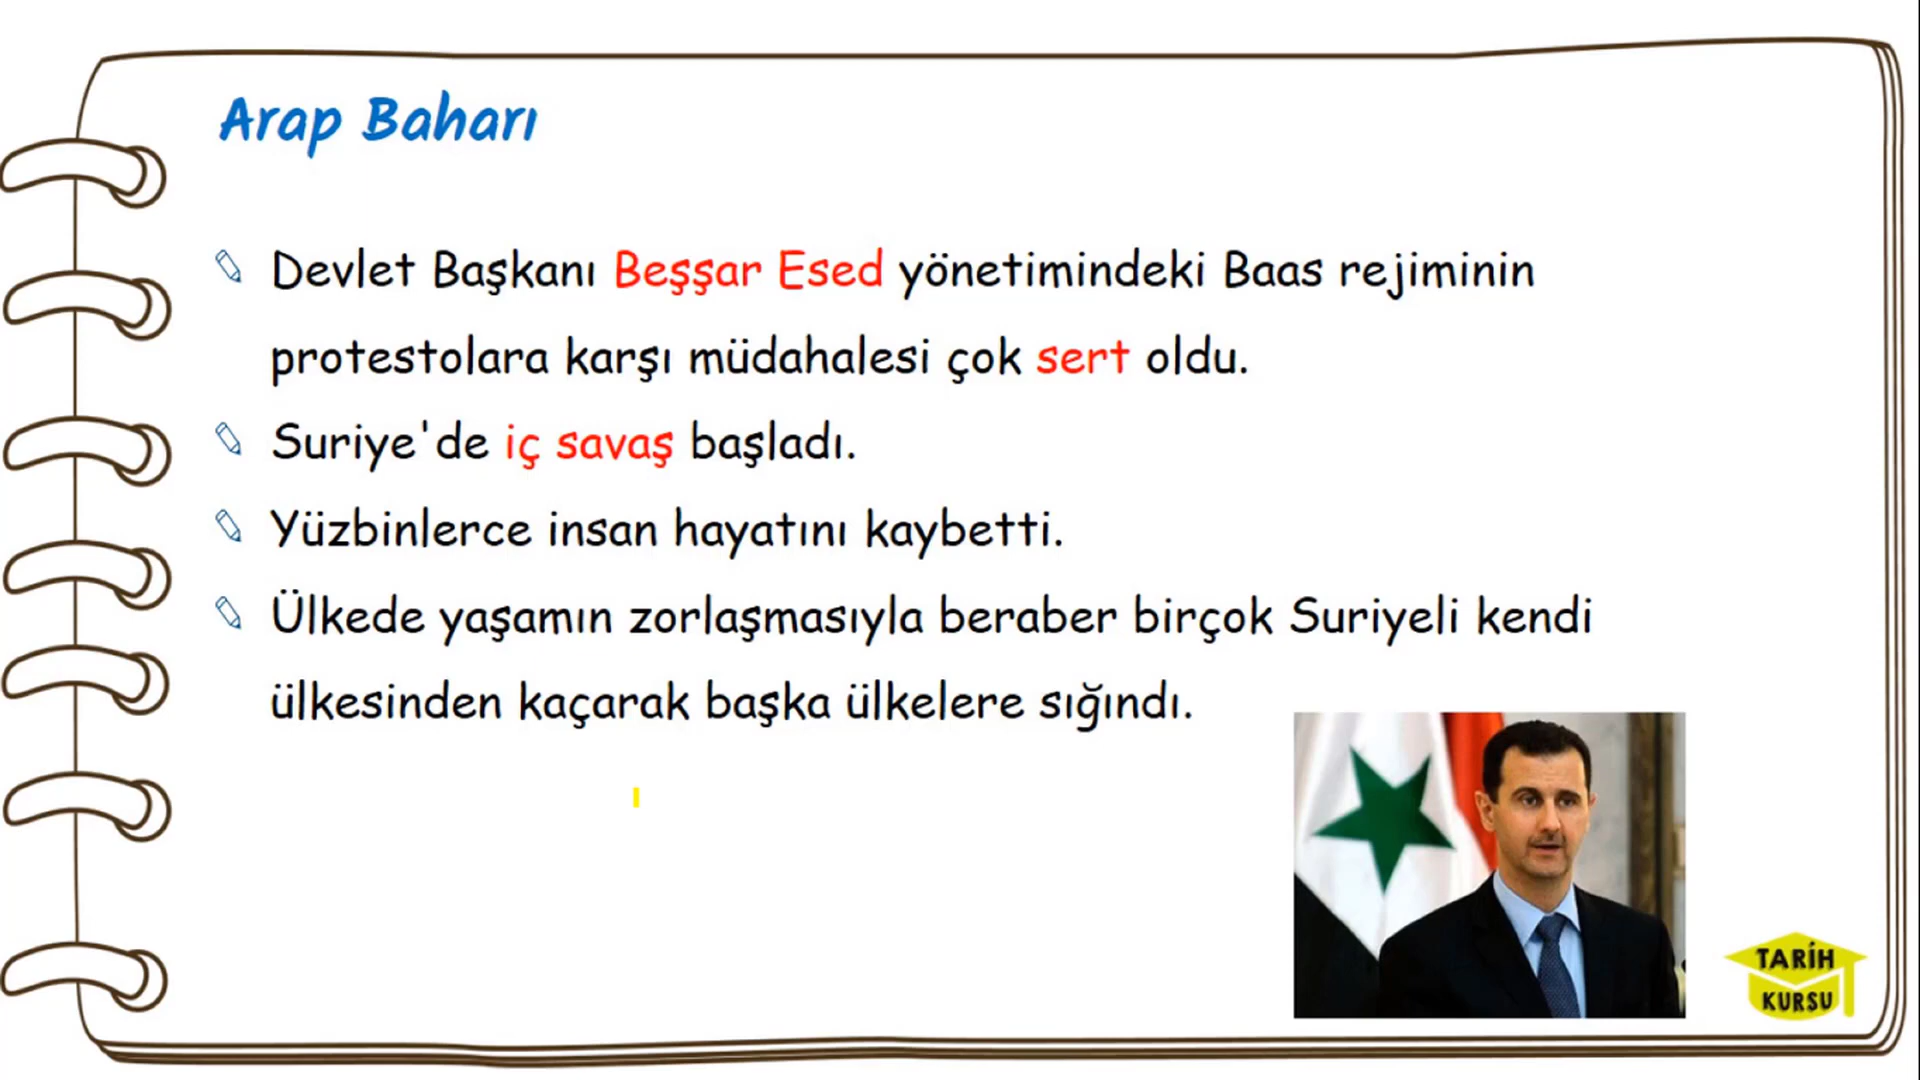 Arap Baharı
Devlet Başkanı Beşşar Esed yönetimindeki Baas rejiminin
protestolara karşı müdahalesi çok sert oldu.
Suriye'de iç savaş başladı.
Yüzbinlerce insan hayatını kaybetti.
Ülkede yaşamın zorlaşmasıyla beraber birçok Suriyeli kendi
ülkesinden kaçarak başka ülkelere sığındı.
TARİH
KURSU